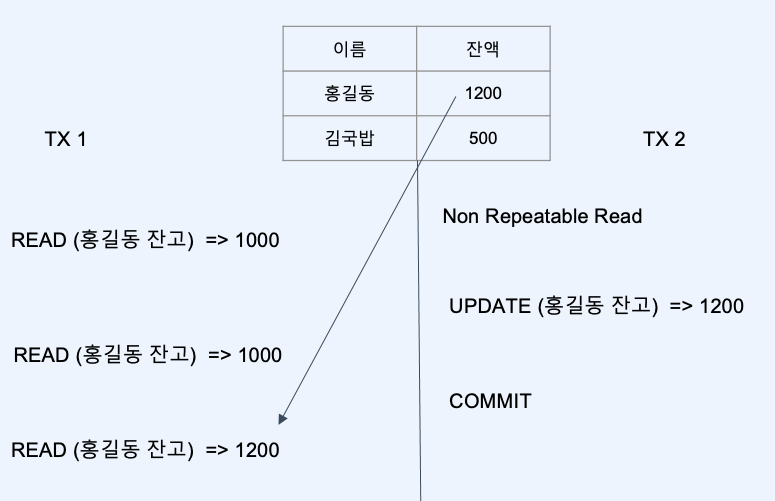 이름 잔액
홍길동 1200
김국밥 500
TX 1
TX 2
Non Repeatable Read
READ (홍길동 잔고) => 1000
UPDATE (홍길동 잔고) => 1200
READ (홍길동 잔고) => 1000
COMMIT
READ (홍길동 잔고) => 1200